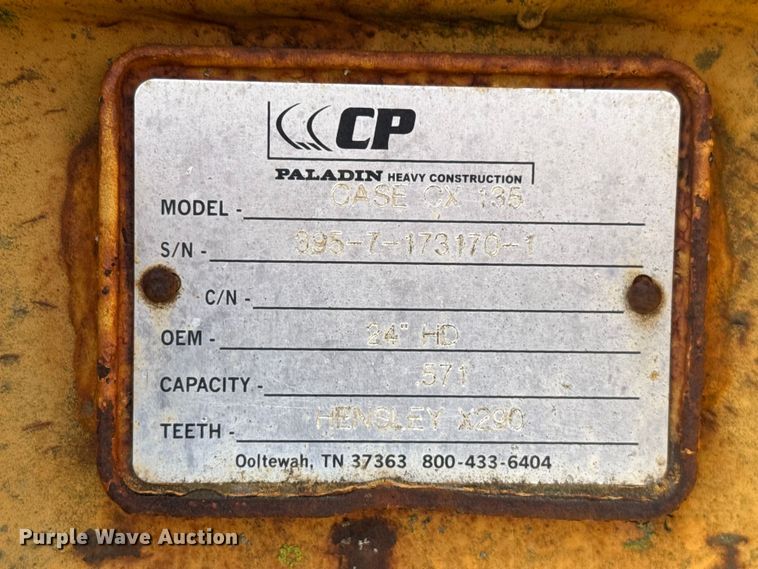 CP
PALADIN HEAVY CONSTRUCTION
MODEL - CASE CX 135
S/N - 995-7-173170-1
C/N -
OEM - 24" HD
CAPACITY - .571
TEETH - HENSLEY X290
Ooltewah, TN 37363 800-433-6404
Purple Wave Auction